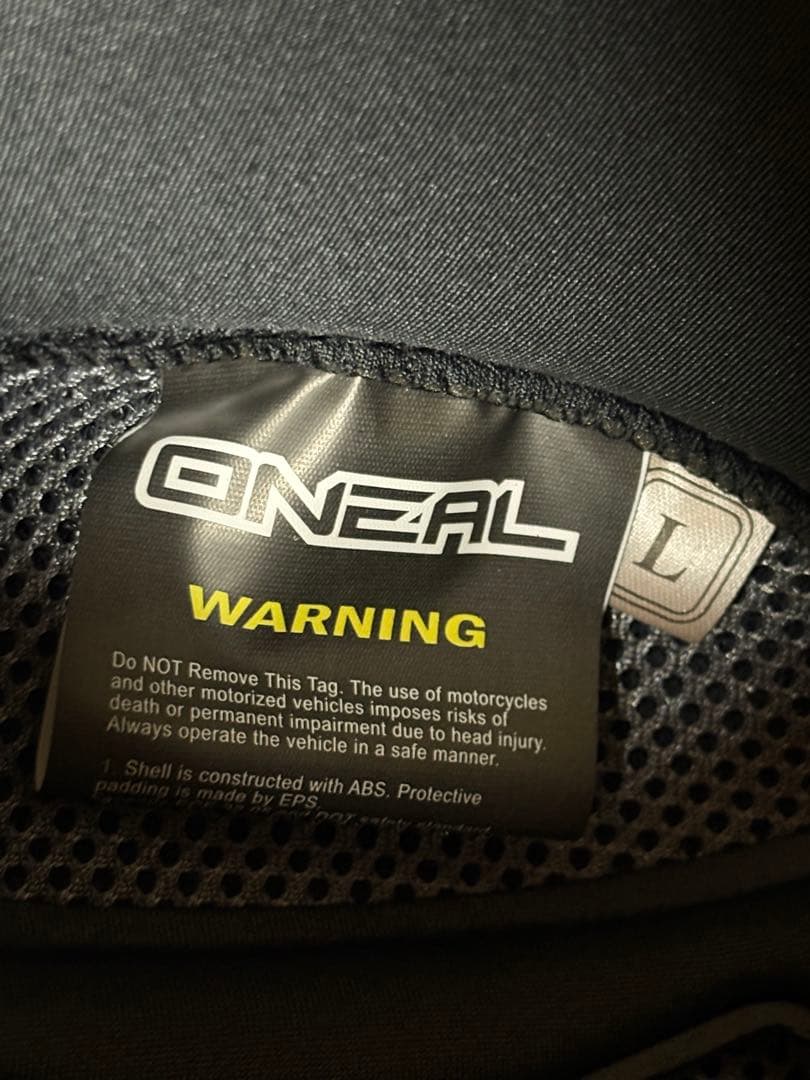 ONEAL
L
WARNING
Do NOT Remove This Tag. The use of motorcycles
and other motorized vehicles imposes risks of
death or permanent impairment due to head injury.
Always operate the vehicle in a safe manner.
1. Shell is constructed with ABS. Protective
padding is made by EPS.